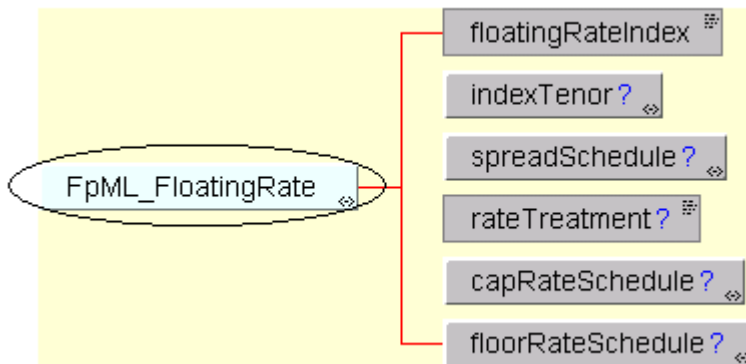 floatingRateIndex
indexTenor?
spreadSchedule?
FpML_FloatingRate
rateTreatment?
capRateSchedule?
floorRateSchedule?